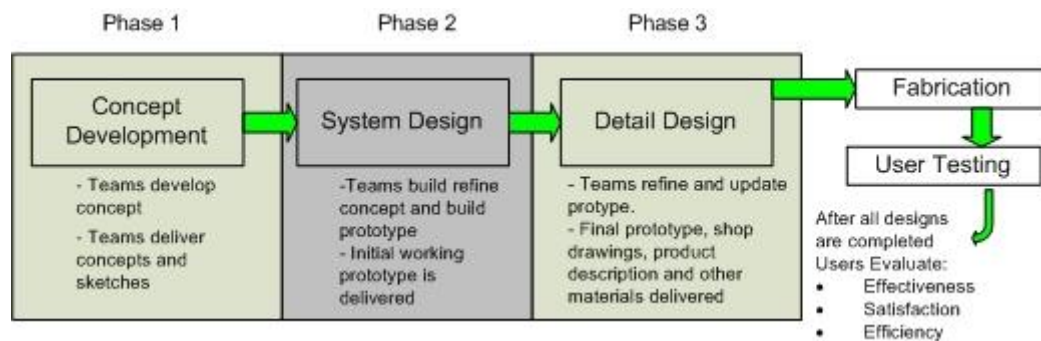 Phase 1
Phase 2
Phase 3
Concept
Development
- Teams develop
concept
- Teams deliver
concepts and
sketches
System Design
-Teams build refine
concept and build
prototype
- Initial working
prototype is
delivered
Detail Design
- Teams refine and update
protype.
- Final prototype, shop
drawings, product
description and other
materials delivered
Fabrication
User Testing
After all designs
are completed
Users Evaluate:
• Effectiveness
• Satisfaction
• Efficiency